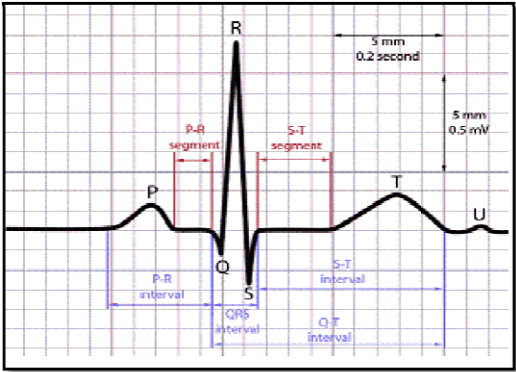 R
5 mm
0.2 second
5 mm
0.5 mV
P-R
segment
S-T
segment
P
T
U
Q
S
P-R
interval
QRS
interval
S-T
interval
Q-T
interval